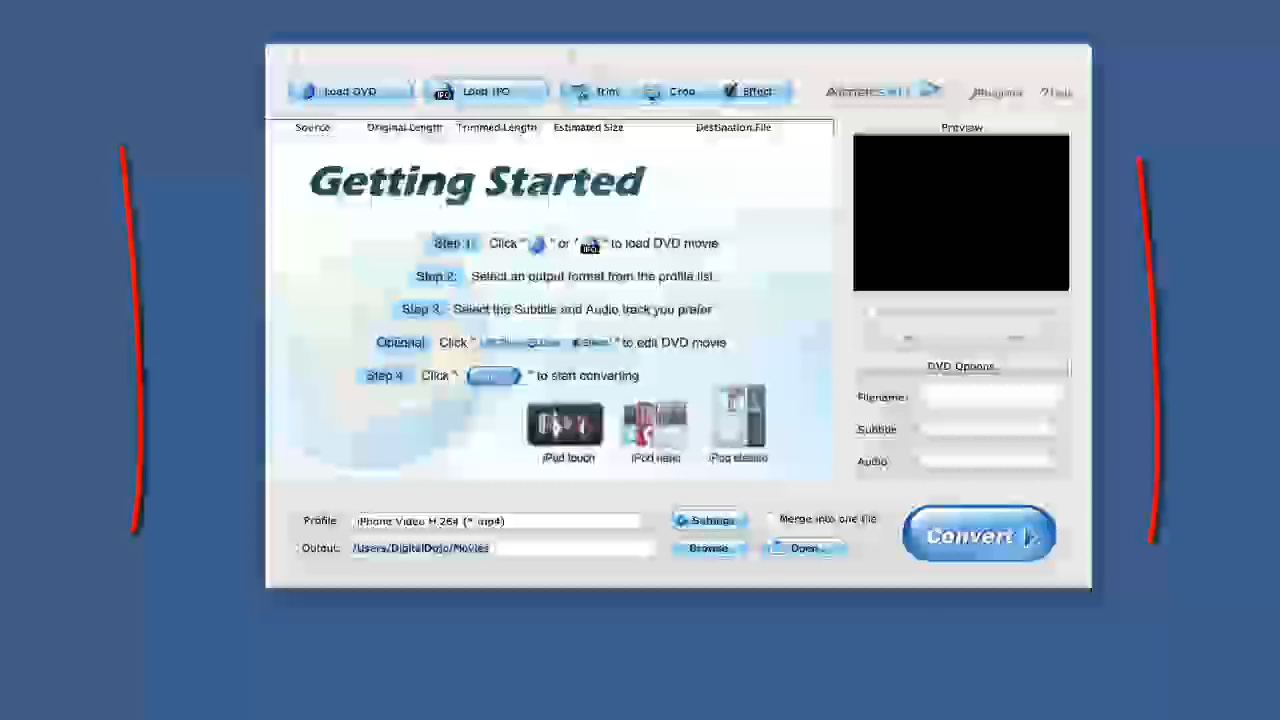 Load DVD Load IFO Trim Crop Effect
Source Original Length Trimmed Length Estimated Size Destination File Preview
Getting Started
Step 1: Click " " or " IFO " to load DVD movie
Step 2: Select an output format from the profile list.
Step 3: Select the Subtitle and Audio track you prefer
Optional: Click " " to edit DVD movie
Step 4: Click " " to start converting
iPod touch iPod nano iPod classic
DVD Options
Filename:
Subtitle
Audio
Profile iPhone Video H.264 (*.mp4) Settings Merge into one file
Output: /Users/DigitalDojo/Movies Browse... Open...
Convert